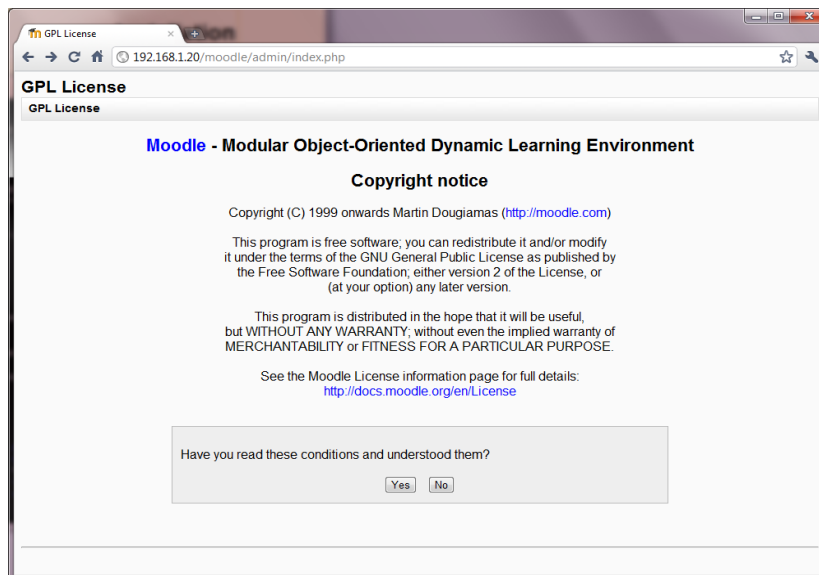 GPL License
192.168.1.20/moodle/admin/index.php
GPL License
GPL License
Moodle - Modular Object-Oriented Dynamic Learning Environment
Copyright notice
Copyright (C) 1999 onwards Martin Dougiamas (http://moodle.com)
This program is free software; you can redistribute it and/or modify
it under the terms of the GNU General Public License as published by
the Free Software Foundation; either version 2 of the License, or
(at your option) any later version.
This program is distributed in the hope that it will be useful,
but WITHOUT ANY WARRANTY; without even the implied warranty of
MERCHANTABILITY or FITNESS FOR A PARTICULAR PURPOSE.
See the Moodle License information page for full details:
http://docs.moodle.org/en/License
Have you read these conditions and understood them?
Yes No